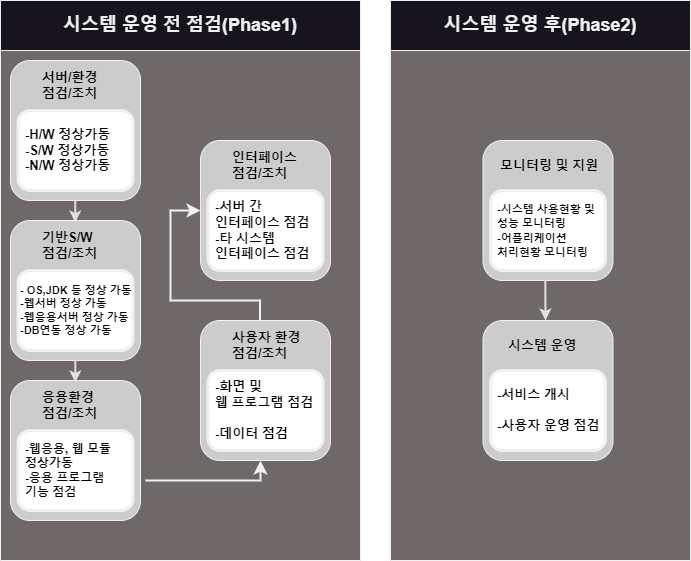 시스템 운영 전 점검(Phase1)
서버/환경
점검/조치
-H/W 정상가동
-S/W 정상가동
-N/W 정상가동
기반S/W
점검/조치
- OS,JDK 등 정상 가동
-웹서버 정상 가동
-웹응용서버 정상 가동
-DB연동 정상 가동
응용환경
점검/조치
-웹응용, 웹 모듈
정상가동
-응용 프로그램
기능 점검
사용자 환경
점검/조치
-화면 및
웹 프로그램 점검
-데이터 점검
인터페이스
점검/조치
-서버 간
인터페이스 점검
-타 시스템
인터페이스 점검
시스템 운영 후(Phase2)
모니터링 및 지원
-시스템 사용현황 및
성능 모니터링
-어플리케이션
처리현황 모니터링
시스템 운영
-서비스 개시
-사용자 운영 점검